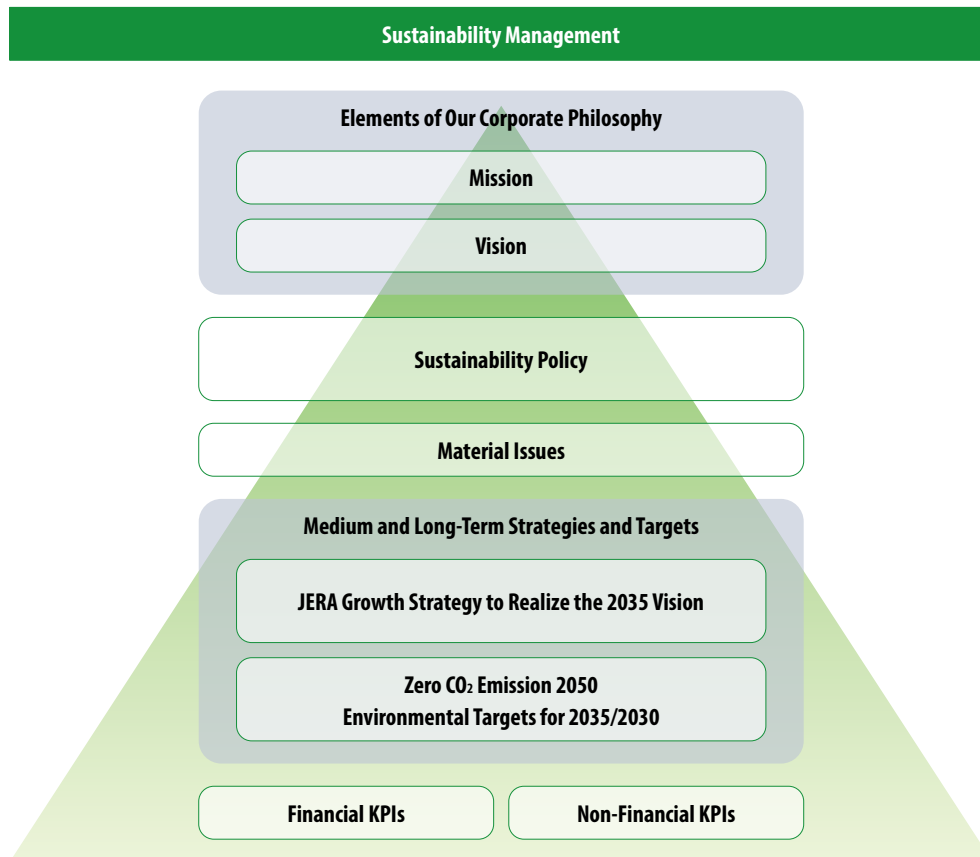 Sustainability Management
Elements of Our Corporate Philosophy
Mission
Vision
Sustainability Policy
Material Issues
Medium and Long-Term Strategies and Targets
JERA Growth Strategy to Realize the 2035 Vision
Zero CO₂ Emission 2050
Environmental Targets for 2035/2030
Financial KPIs
Non-Financial KPIs